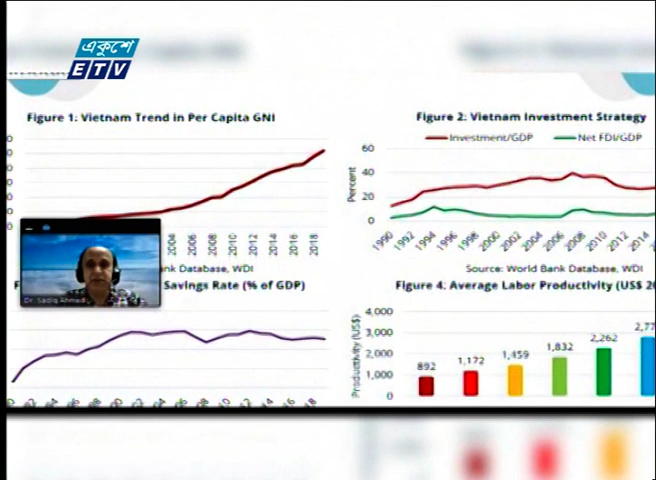 একুশে
ETV
Figure 1: Vietnam Trend in Per Capita GNI
Figure 2: Vietnam Investment Strategy
Investment/GDP
Net FDI/GDP
60
40
20
0
Percent
1990
1992
1994
1996
1998
2000
2002
2004
2006
2008
2010
2012
2014
2004
2006
2008
2010
2012
2014
2016
2018
Dr. Sadiq Ahmed
ank Database, WDI
Source: World Bank Database, WDI
Savings Rate (% of GDP)
Figure 4: Average Labor Productivity (US$ 20
4,000
3,000
2,000
1,000
0
Productivity (US$)
892
1,172
1,459
1,832
2,262
2,77